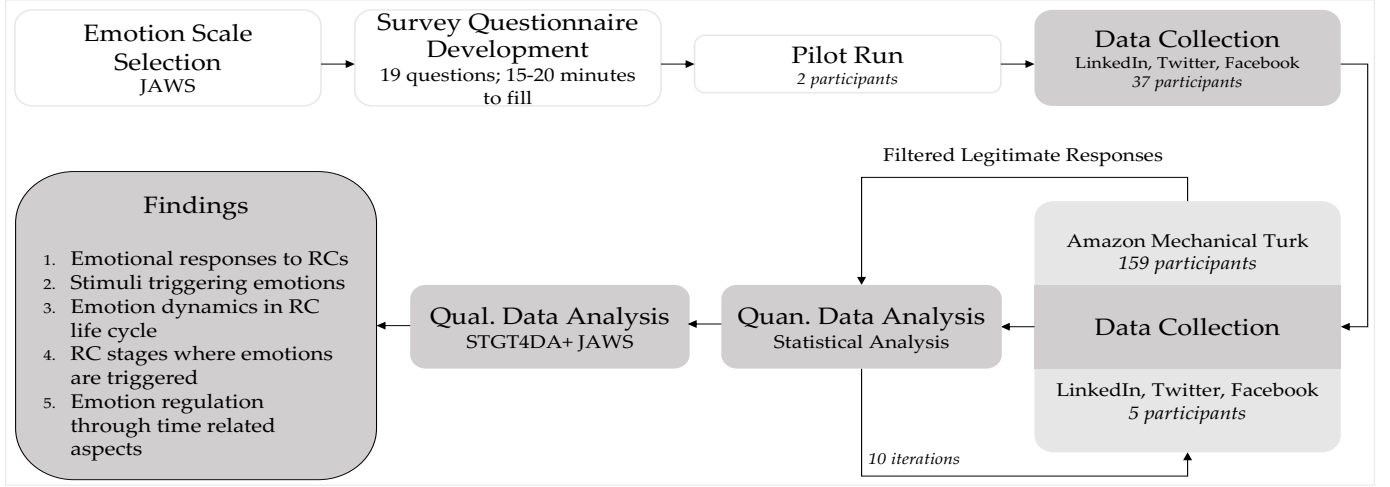 Emotion Scale
Selection
JAWS
Survey Questionnaire
Development
19 questions; 15-20 minutes
to fill
Pilot Run
2 participants
Data Collection
LinkedIn, Twitter, Facebook
37 participants
Filtered Legitimate Responses
Amazon Mechanical Turk
159 participants
Data Collection
LinkedIn, Twitter, Facebook
5 participants
10 iterations
Quan. Data Analysis
Statistical Analysis
Qual. Data Analysis
STGT4DA+ JAWS
Findings
1. Emotional responses to RCs
2. Stimuli triggering emotions
3. Emotion dynamics in RC
life cycle
4. RC stages where emotions
are triggered
5. Emotion regulation
through time related
aspects